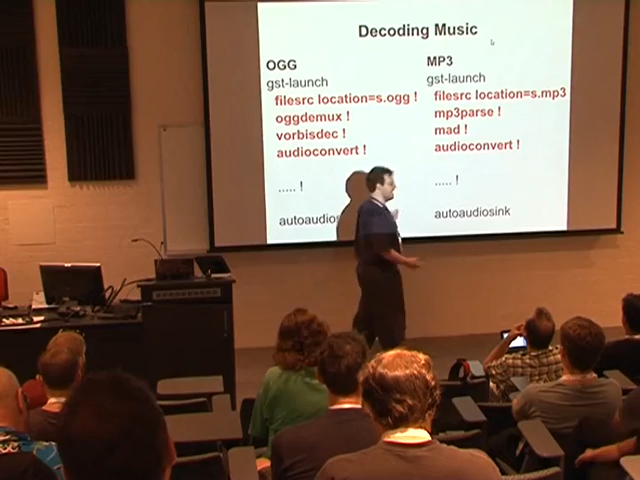 Decoding Music
OGG
gst-launch
filesrc location=s.ogg !
oggdemux !
vorbisdec !
audioconvert !
..... !
autoaudios
MP3
gst-launch
filesrc location=s.mp3
mp3parse !
mad !
audioconvert !
..... !
autoaudiosink